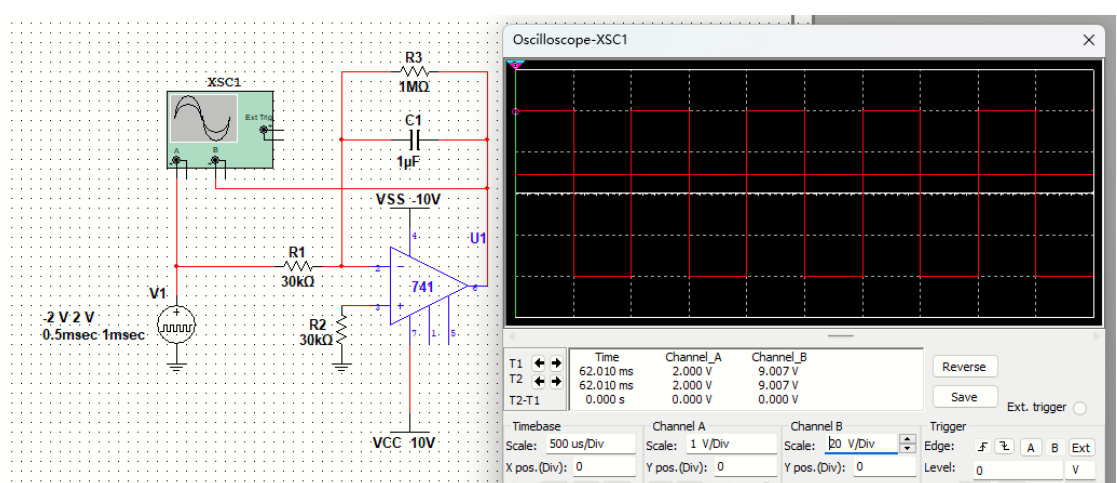 Oscilloscope-XSC1
XSC1
Ext Trig
A
B
R3
1MΩ
C1
1µF
VSS -10V
4
U1
R1
30kΩ
2
741
6
3
V1
-2 V 2 V
0.5msec 1msec
R2
30kΩ
7
1
5
VCC 10V
T1
T2
T2-T1
Time Channel_A Channel_B
62.010 ms 2.000 V 9.007 V
62.010 ms 2.000 V 9.007 V
0.000 s 0.000 V 0.000 V
Reverse
Save
Ext. trigger
Timebase
Scale: 500 us/Div
X pos.(Div): 0
Channel A
Scale: 1 V/Div
Y pos.(Div): 0
Channel B
Scale: 20 V/Div
Y pos.(Div): 0
Trigger
Edge: A B Ext
Level: 0 V